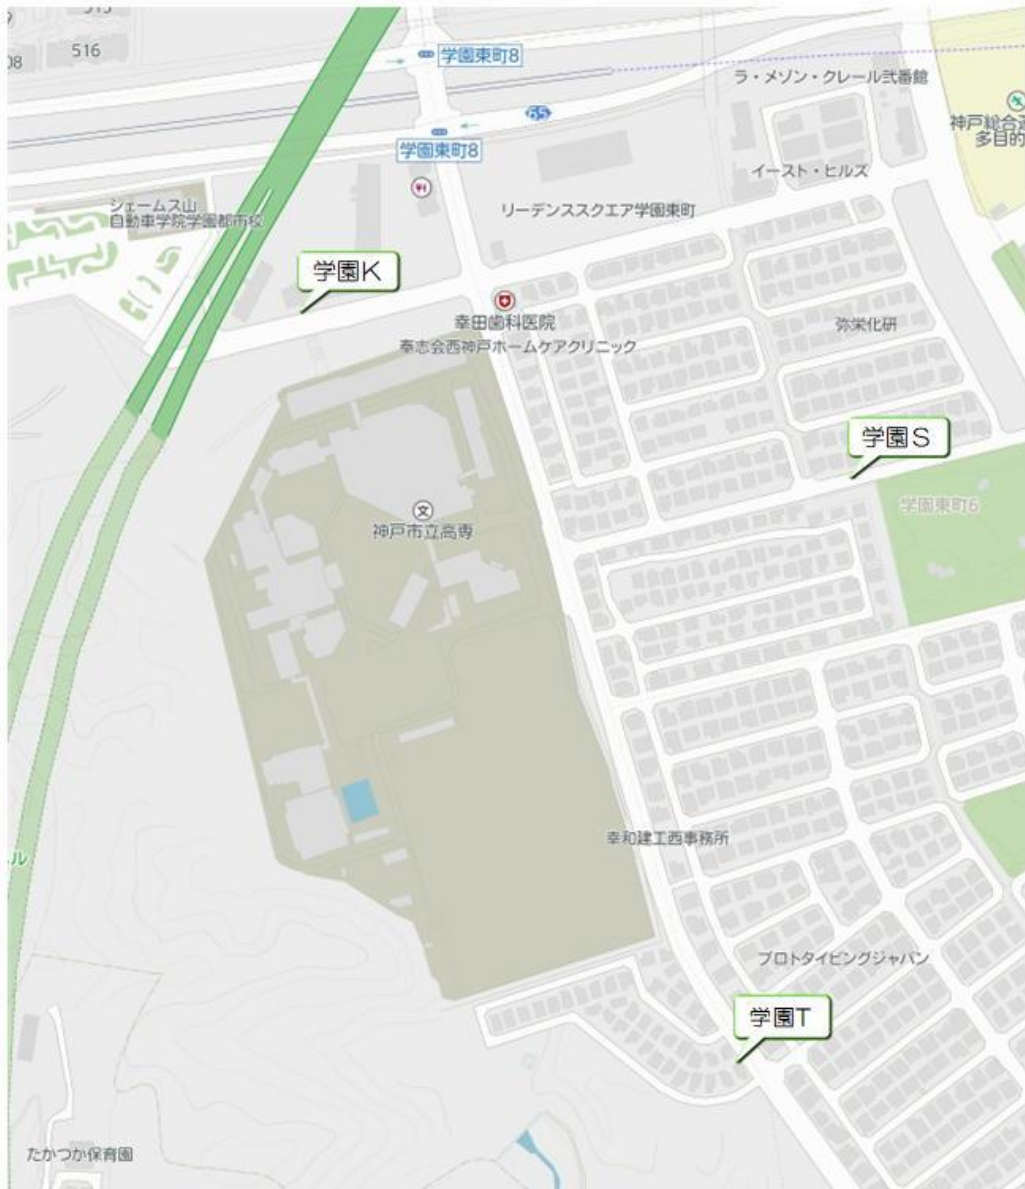 515
516
08
学園東町8
65
学園東町8
ラ・メゾン・クレール弐番館
神戸総合運
多目的
イースト・ヒルズ
シェームス山
自動車学院学園都市校
リーデンススクエア学園東町
学園K
幸田歯科医院
奉志会西神戸ホームケアクリニック
弥栄化研
学園S
学園東町6
神戸市立高専
幸和建工西事務所
ル
プロトタイピングジャパン
学園T
たかつか保育園